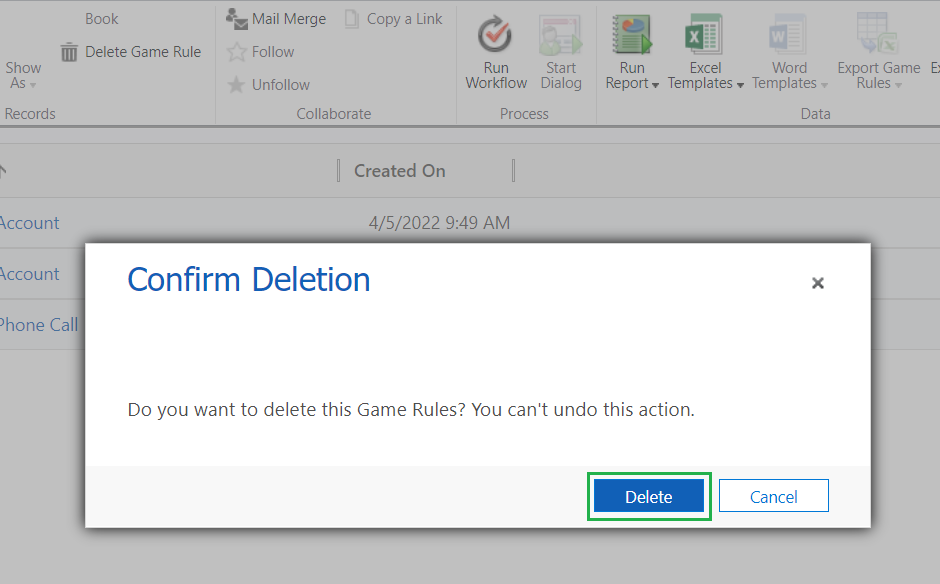 Book
Delete Game Rule
Show
As
Records
Mail Merge
Copy a Link
Follow
Unfollow
Collaborate
Run
Workflow
Start
Dialog
Process
Run
Report
Excel
Templates
Word
Templates
Export Game
Rules
Data
Created On
Account
4/5/2022 9:49 AM
Account
Phone Call
Confirm Deletion
Do you want to delete this Game Rules? You can't undo this action.
Delete
Cancel